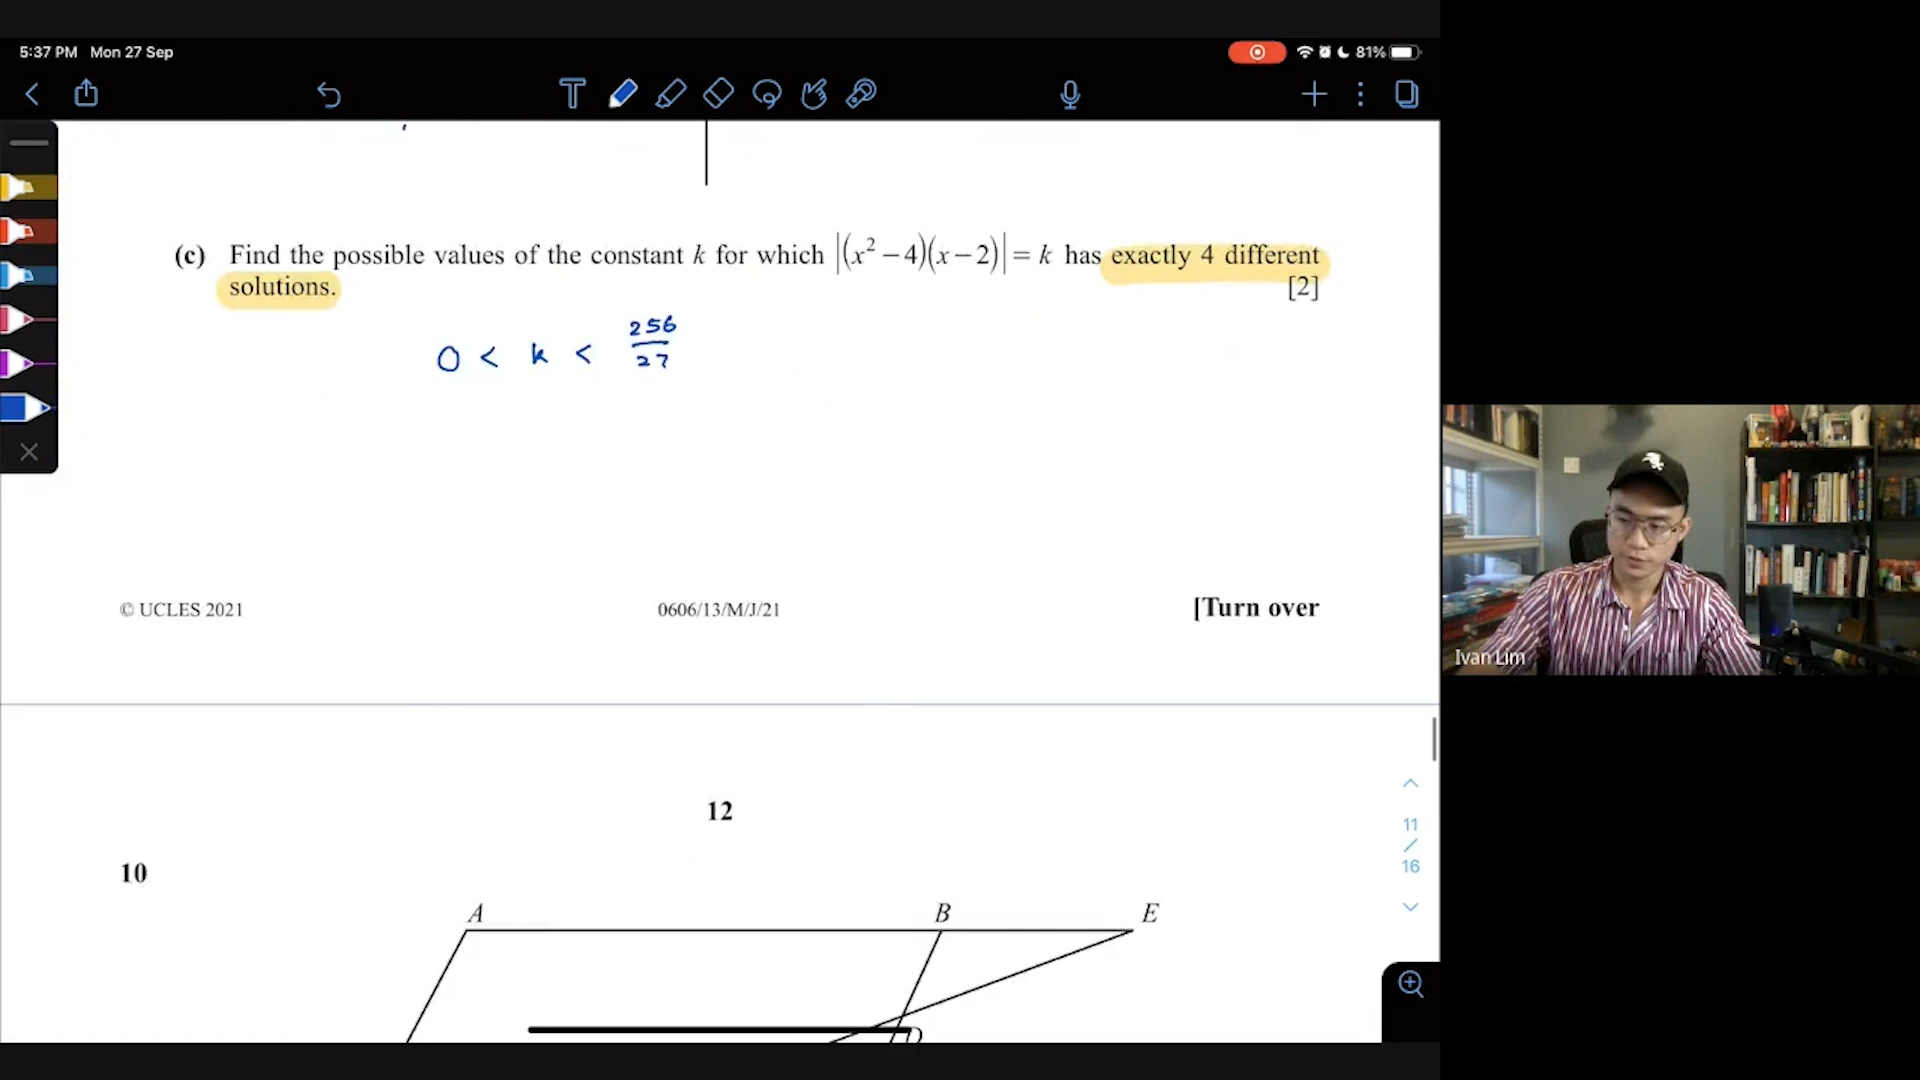 5:37 PM Mon 27 Sep
81%
(c) Find the possible values of the constant k for which |(x² − 4)(x − 2)| = k has exactly 4 different
solutions. [2]
0 < k < 256/27
© UCLES 2021 0606/13/M/J/21 [Turn over
Ivan Lim
12
11
/
16
10
A B E
D